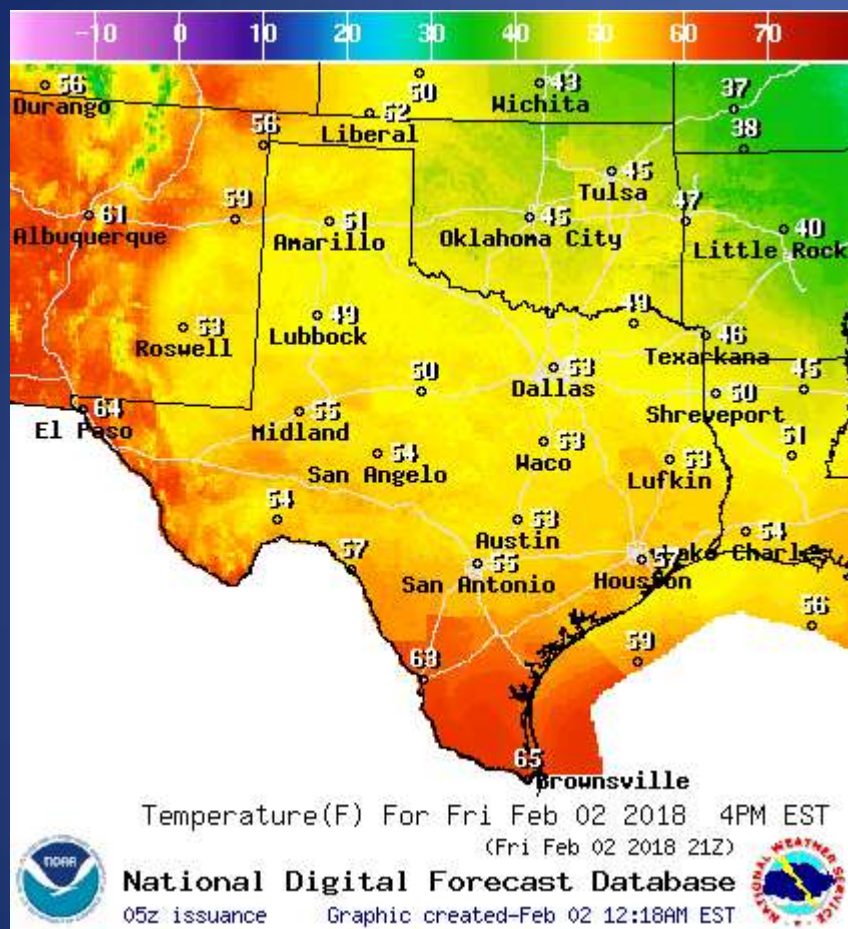 -10 0 10 20 30 40 50 60 70
56
Durango
50
43
Wichita
37
52
Liberal
38
56
45
Tulsa
61
Albuquerque
59
51
Amarillo
45
Oklahoma City
47
40
Little Rock
53
Roswell
49
Lubbock
49
46
Texarkana
50
53
Dallas
50
Shreveport
45
64
El Paso
55
Midland
54
San Angelo
53
Waco
53
Lufkin
51
54
53
Austin
54
Lake Charles
57
55
San Antonio
57
Houston
56
63
59
65
Brownsville
Temperature(F) For Fri Feb 02 2018 4PM EST
(Fri Feb 02 2018 21Z)
National Digital Forecast Database
05z issuance Graphic created-Feb 02 12:18AM EST
NOAA
NATIONAL WEATHER SERVICE